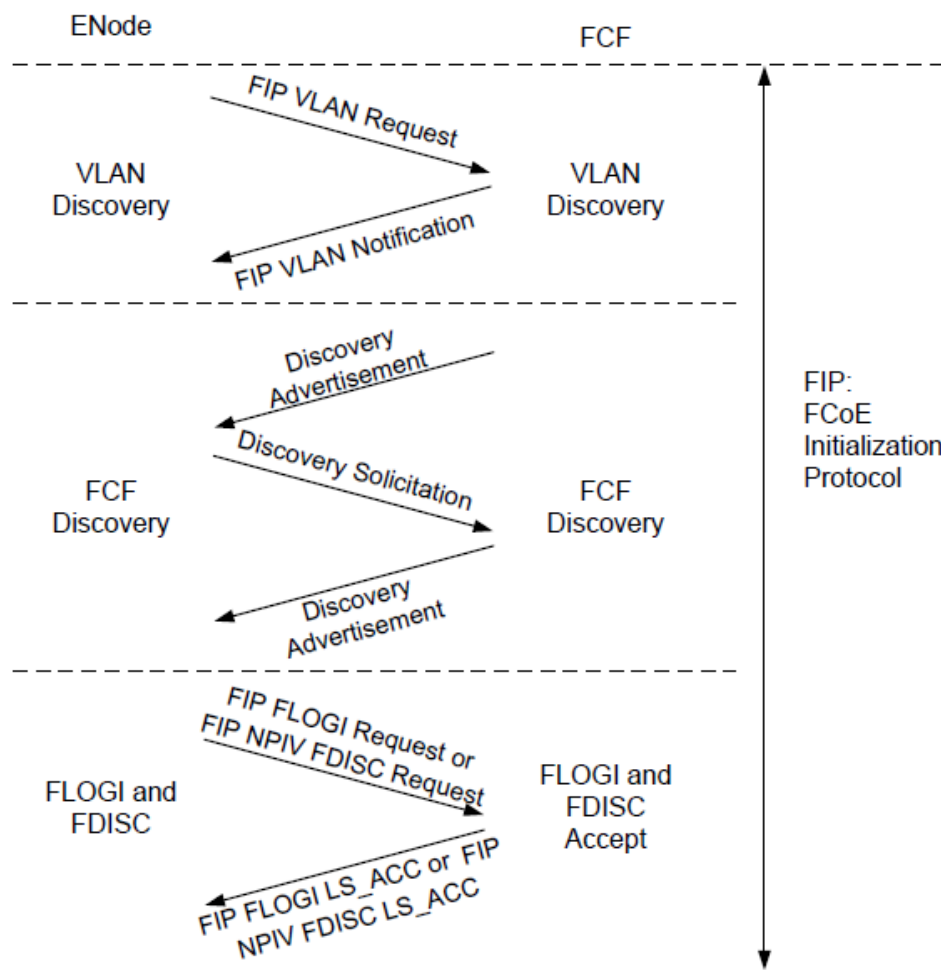 ENode
FCF
FIP VLAN Request
VLAN
Discovery
VLAN
Discovery
FIP VLAN Notification
Discovery
Advertisement
FIP:
FCoE
Initialization
Protocol
Discovery Solicitation
FCF
Discovery
FCF
Discovery
Discovery
Advertisement
FIP FLOGI Request or
FIP NPIV FDISC Request
FLOGI and
FDISC
FLOGI and
FDISC
Accept
FIP FLOGI LS_ACC or FIP
NPIV FDISC LS_ACC